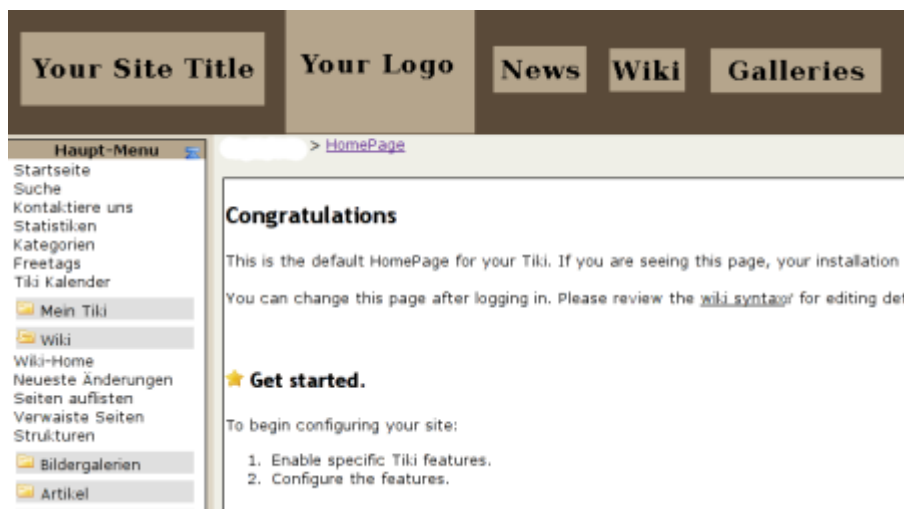 Your Site Title
Your Logo
News
Wiki
Galleries
Haupt-Menu
Startseite
Suche
Kontaktiere uns
Statistiken
Kategorien
Freetags
Tiki Kalender
Mein Tiki
Wiki
Wiki-Home
Neueste Änderungen
Seiten auflisten
Verwaiste Seiten
Strukturen
Bildergalerien
Artikel
> HomePage
Congratulations
This is the default HomePage for your Tiki. If you are seeing this page, your installation
You can change this page after logging in. Please review the wiki syntax for editing det
Get started.
To begin configuring your site:
1. Enable specific Tiki features.
2. Configure the features.